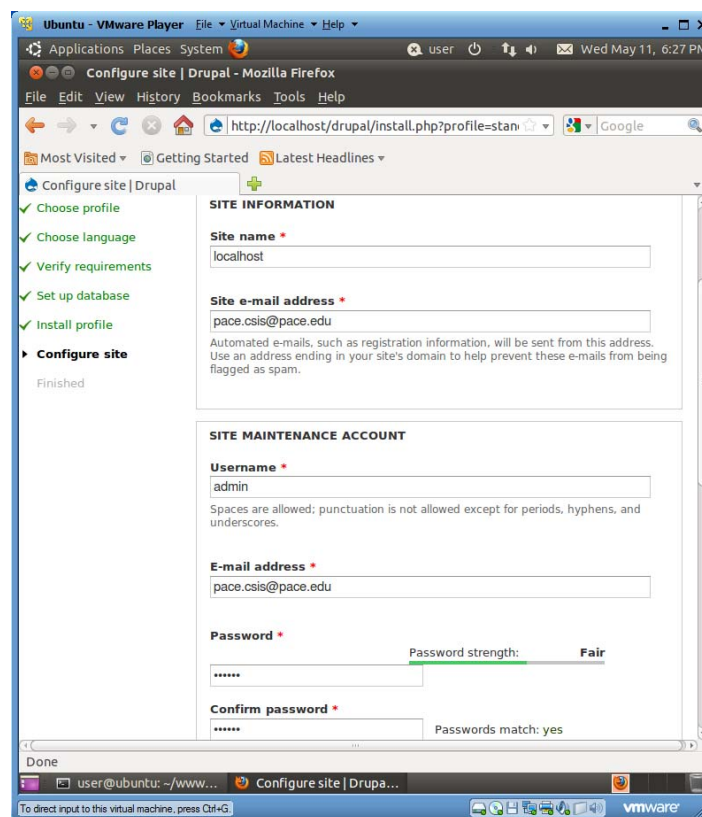 Ubuntu - VMware Player File Virtual Machine Help
Applications Places System user Wed May 11, 6:27 PM
Configure site | Drupal - Mozilla Firefox
File Edit View History Bookmarks Tools Help
http://localhost/drupal/install.php?profile=stan Google
Most Visited Getting Started Latest Headlines
Configure site | Drupal
Choose profile
Choose language
Verify requirements
Set up database
Install profile
Configure site
Finished
SITE INFORMATION
Site name *
localhost
Site e-mail address *
pace.csis@pace.edu
Automated e-mails, such as registration information, will be sent from this address.
Use an address ending in your site's domain to help prevent these e-mails from being
flagged as spam.
SITE MAINTENANCE ACCOUNT
Username *
admin
Spaces are allowed; punctuation is not allowed except for periods, hyphens, and
underscores.
E-mail address *
pace.csis@pace.edu
Password *
Password strength: Fair
••••••
Confirm password *
•••••• Passwords match: yes
Done
user@ubuntu: ~/www... Configure site | Drupa...
To direct input to this virtual machine, press Ctrl+G. vmware